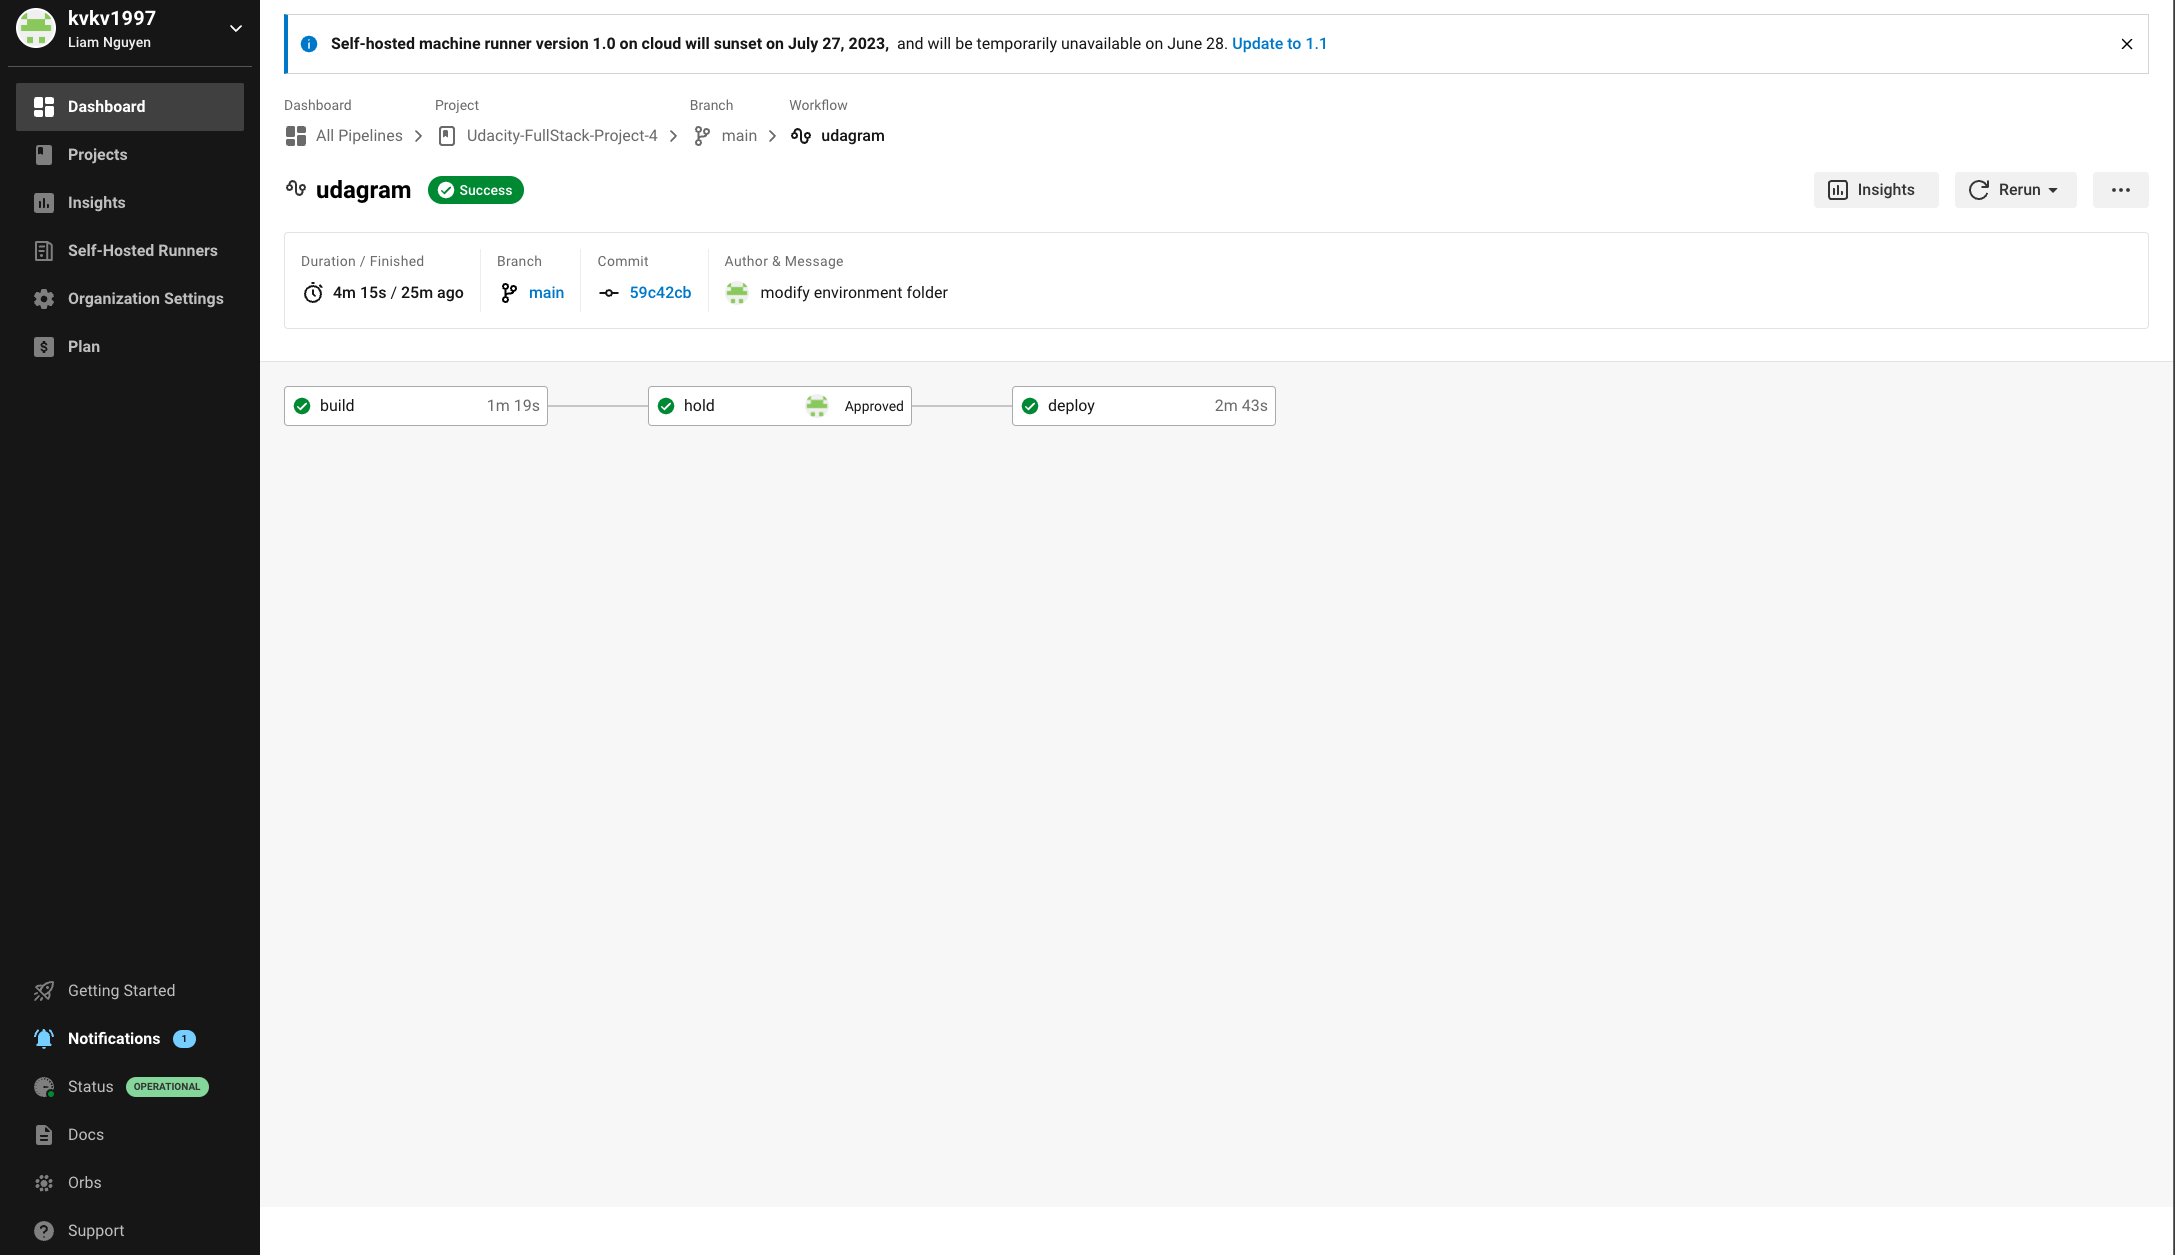 kvkv1997
Liam Nguyen
Dashboard
Projects
Insights
Self-Hosted Runners
Organization Settings
Plan
Getting Started
Notifications 1
Status OPERATIONAL
Docs
Orbs
Support
Self-hosted machine runner version 1.0 on cloud will sunset on July 27, 2023, and will be temporarily unavailable on June 28. Update to 1.1
Dashboard Project Branch Workflow
All Pipelines Udacity-FullStack-Project-4 main udagram
udagram Success Insights Rerun
Duration / Finished Branch Commit Author & Message
4m 15s / 25m ago main 59c42cb modify environment folder
build 1m 19s hold Approved deploy 2m 43s